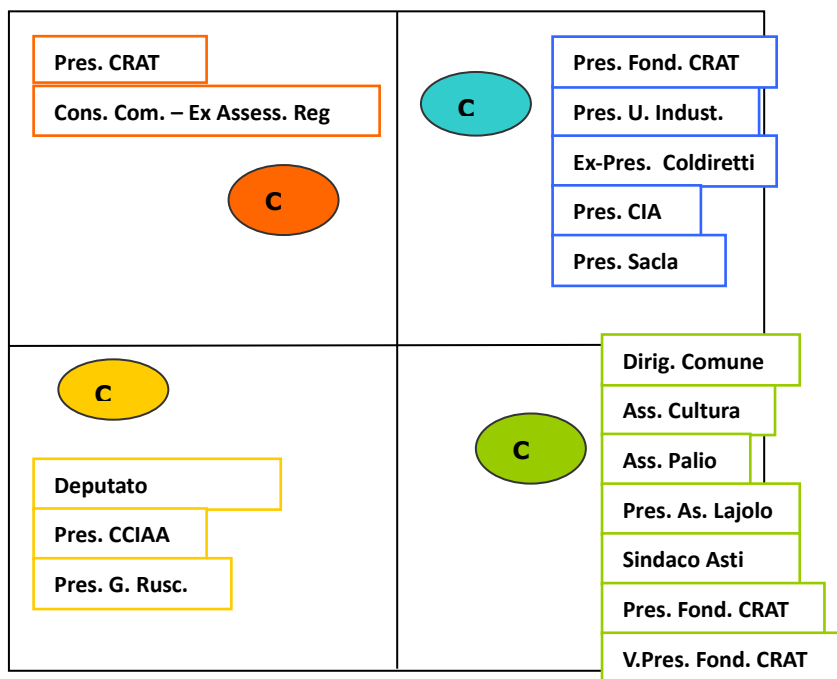 Pres. CRAT
Cons. Com. – Ex Assess. Reg
C
C
Pres. Fond. CRAT
Pres. U. Indust.
Ex-Pres. Coldiretti
Pres. CIA
Pres. Sacla
C
Deputato
Pres. CCIAA
Pres. G. Rusc.
C
Dirig. Comune
Ass. Cultura
Ass. Palio
Pres. As. Lajolo
Sindaco Asti
Pres. Fond. CRAT
V.Pres. Fond. CRAT